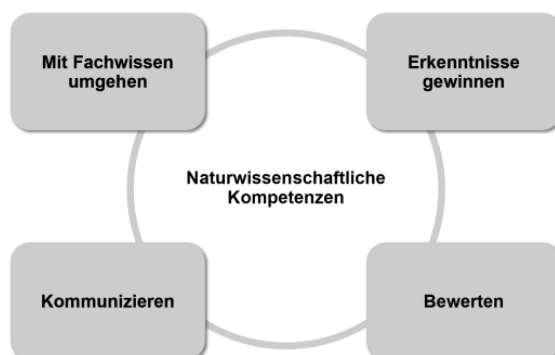 Mit Fachwissen
umgehen
Erkenntnisse
gewinnen
Naturwissenschaftliche
Kompetenzen
Kommunizieren
Bewerten